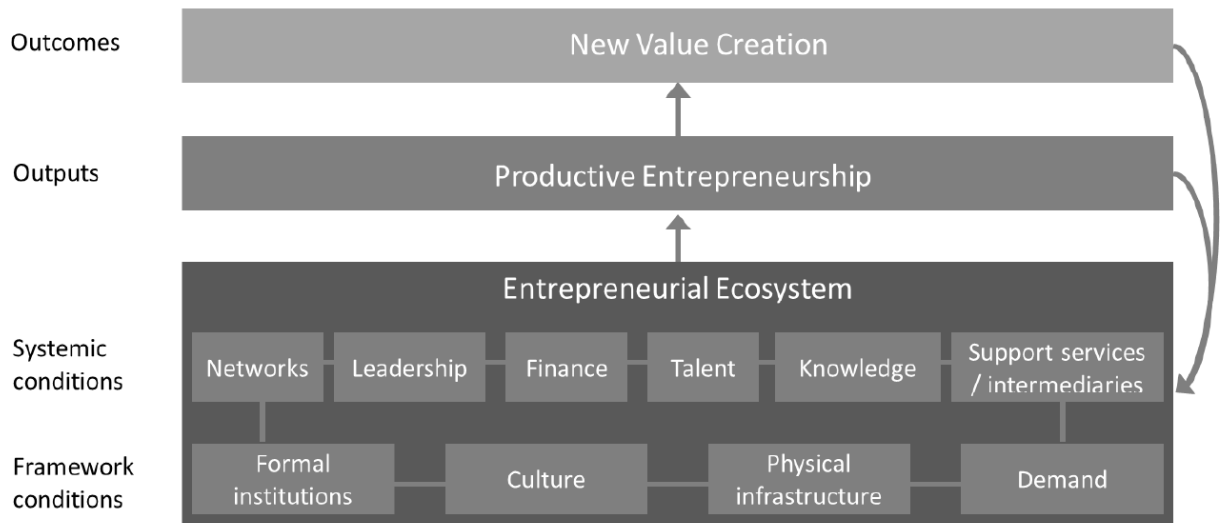 Outcomes
New Value Creation
Outputs
Productive Entrepreneurship
Entrepreneurial Ecosystem
Systemic
conditions
Networks
Leadership
Finance
Talent
Knowledge
Support services
/ intermediaries
Framework
conditions
Formal
institutions
Culture
Physical
infrastructure
Demand